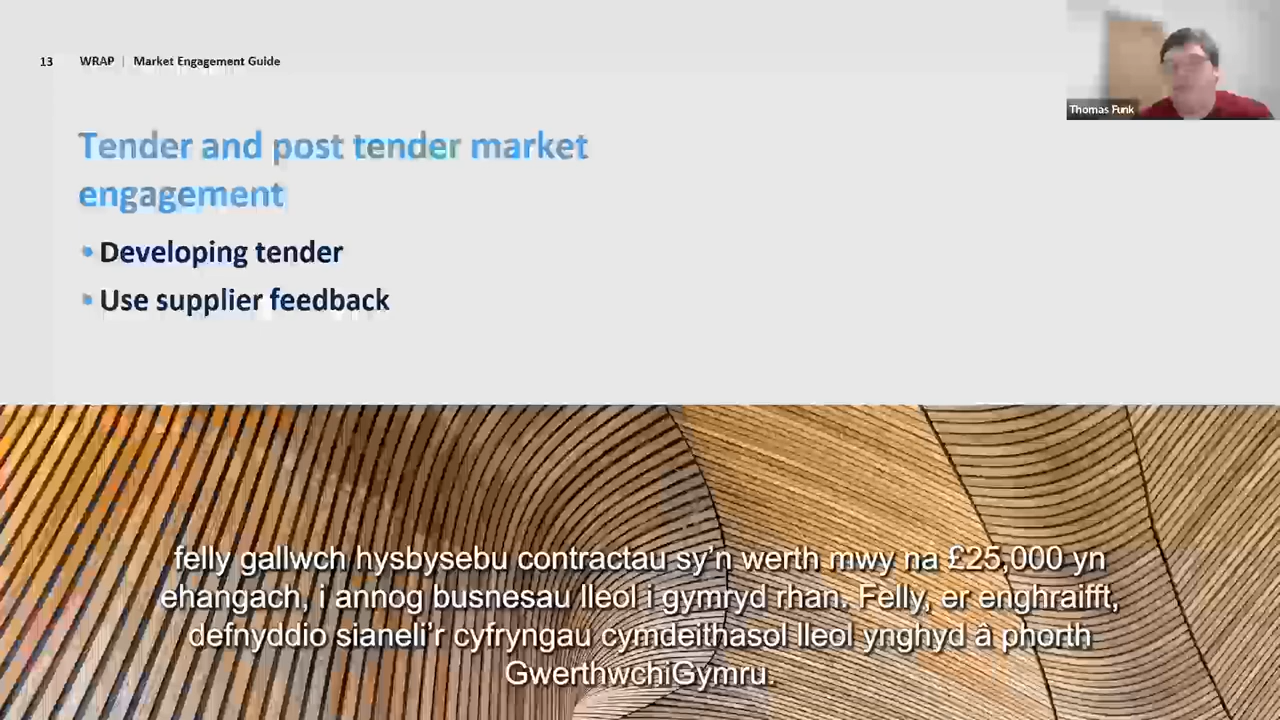 13 WRAP | Market Engagement Guide
Thomas Funk
Tender and post tender market
engagement
• Developing tender
• Use supplier feedback
felly gallwch hysbysebu contractau sy’n werth mwy na £25,000 yn
ehangach, i annog busnesau lleol i gymryd rhan. Felly, er enghraifft,
defnyddio sianeli’r cyfryngau cymdeithasol lleol ynghyd â phorth
GwerthwchiGymru.